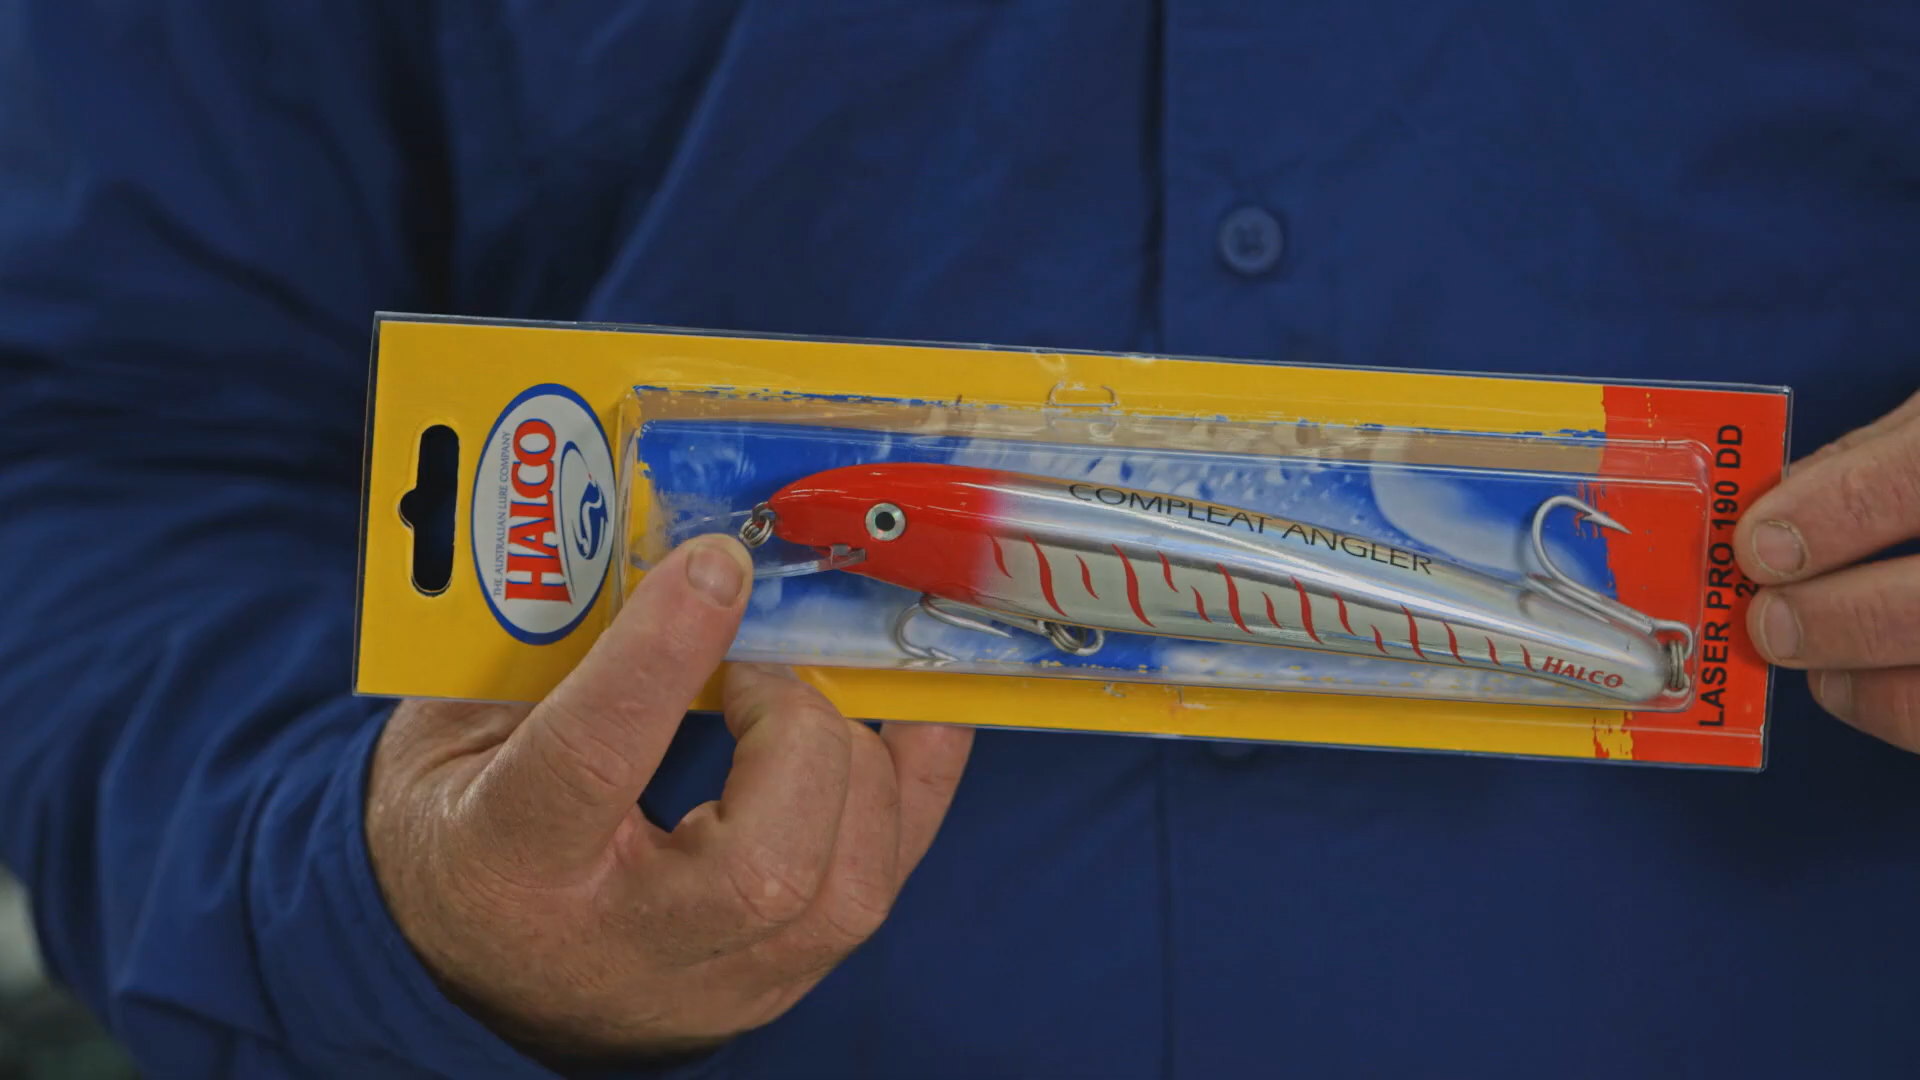 THE AUSTRALIAN LURE COMPANY
HALCO
COMPLEAT ANGLER
HALCO
LASER PRO 190 DD